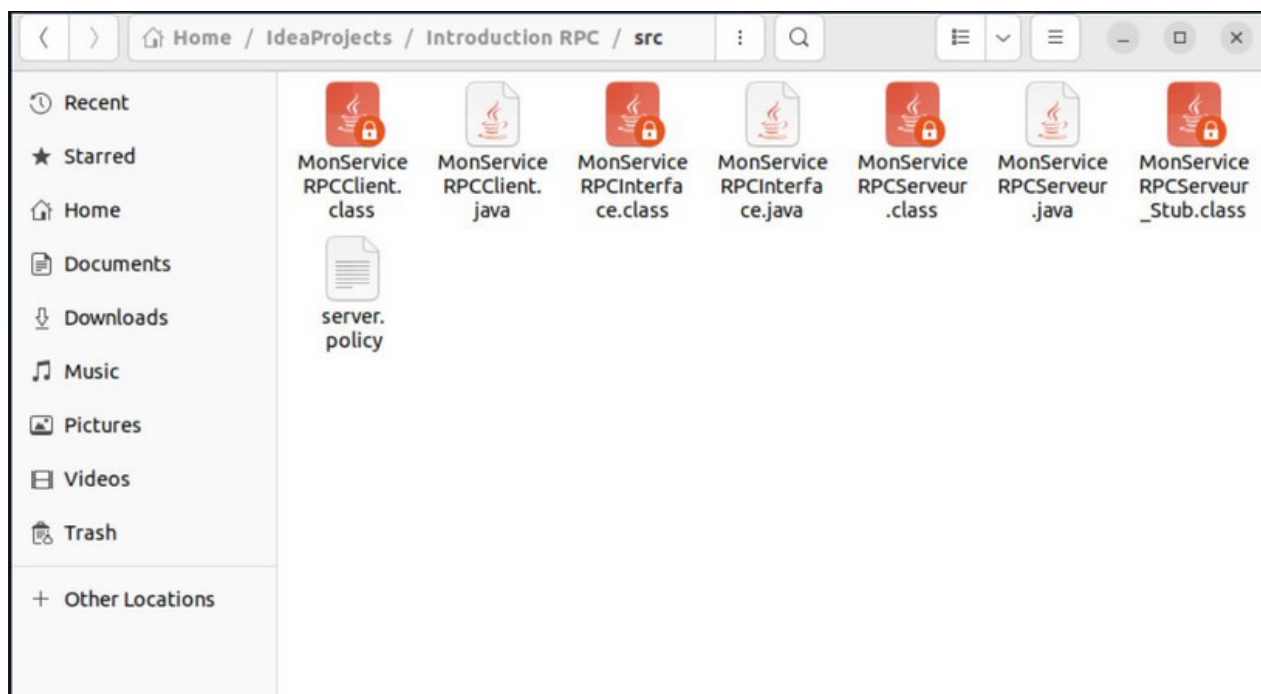 Home / IdeaProjects / Introduction RPC / src
Recent
Starred
Home
Documents
Downloads
Music
Pictures
Videos
Trash
+ Other Locations
MonService
RPCClient.
class
MonService
RPCClient.
java
MonService
RPCInterfa
ce.class
MonService
RPCInterfa
ce.java
MonService
RPCServeur
.class
MonService
RPCServeur
.java
MonService
RPCServeur
_Stub.class
server.
policy